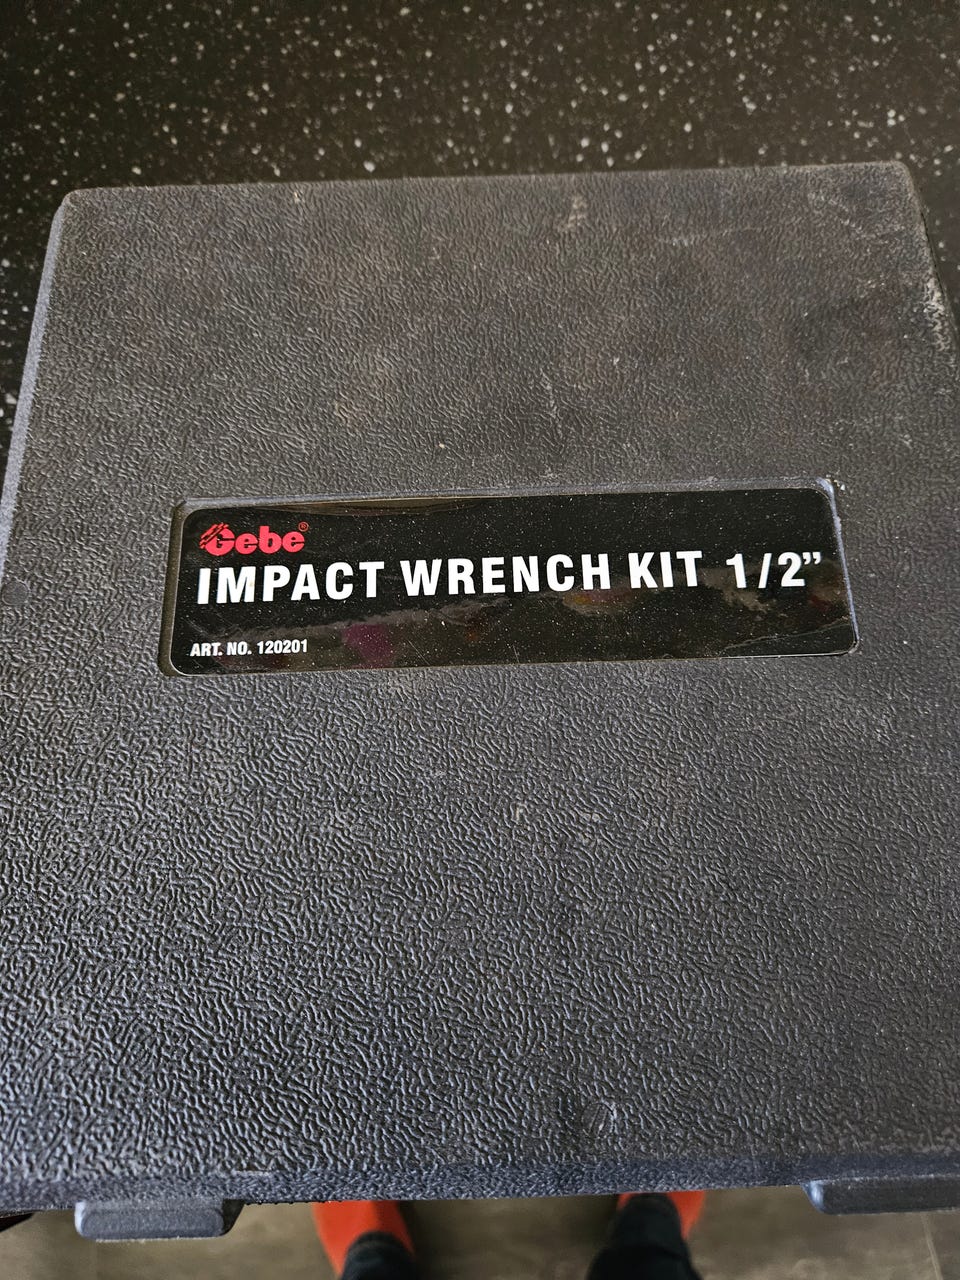 Gebe®
IMPACT WRENCH KIT 1/2”
ART. NO. 120201